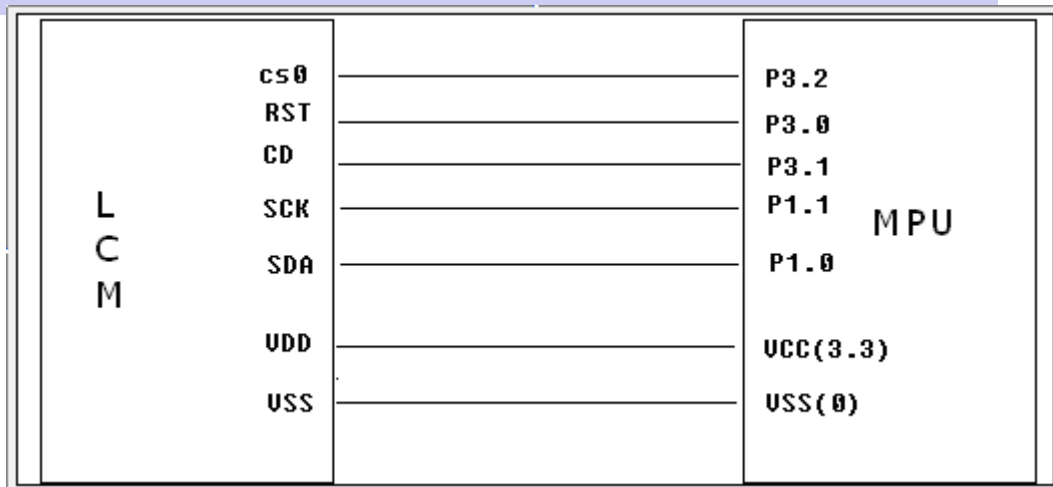 cs0 P3.2
RST P3.0
CD P3.1
SCK P1.1
SDA P1.0
VDD VCC(3.3)
VSS VSS(0)
LCM
MPU